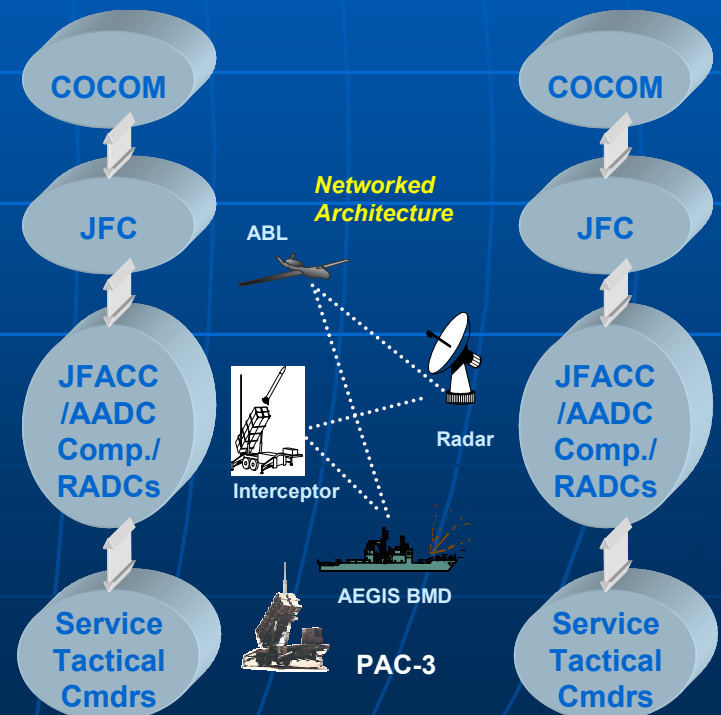 COCOM
JFC
JFACC
/AADC
Comp./
RADCs
Service
Tactical
Cmdrs
Networked
Architecture
ABL
Radar
Interceptor
AEGIS BMD
PAC-3
COCOM
JFC
JFACC
/AADC
Comp./
RADCs
Service
Tactical
Cmdrs